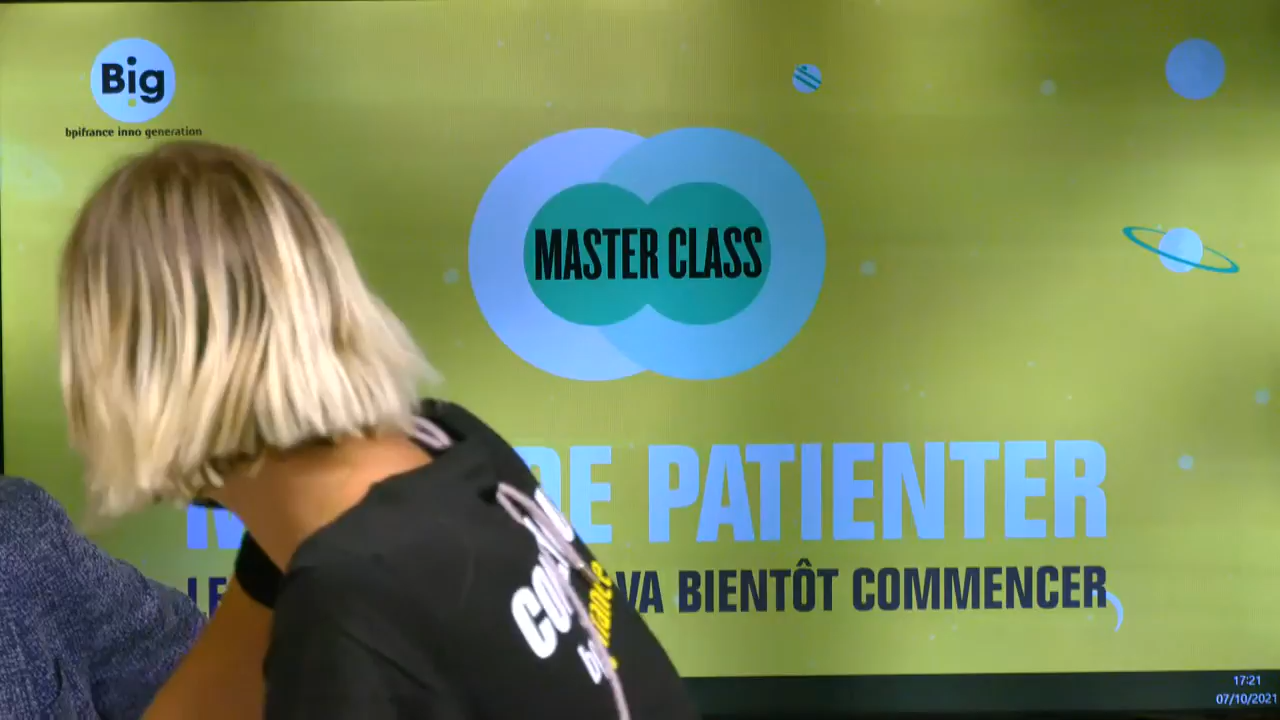 Big
bpifrance inno generation
MASTER CLASS
DE PATIENTER
VA BIENTÔT COMMENCER
17:21
07/10/2021